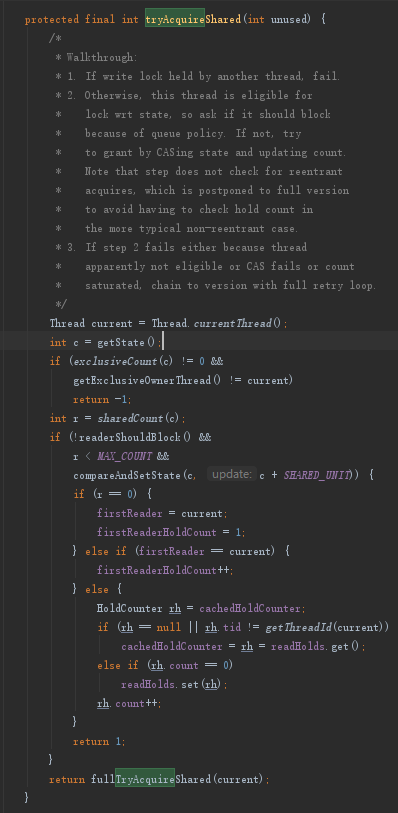 protected final int tryAcquireShared(int unused) {
/*
* Walkthrough:
* 1. If write lock held by another thread, fail.
* 2. Otherwise, this thread is eligible for
*    lock wrt state, so ask if it should block
*    because of queue policy. If not, try
*    to grant by CASing state and updating count.
*    Note that step does not check for reentrant
*    acquires, which is postponed to full version
*    to avoid having to check hold count in
*    the more typical non-reentrant case.
* 3. If step 2 fails either because thread
*    apparently not eligible or CAS fails or count
*    saturated, chain to version with full retry loop.
*/
Thread current = Thread.currentThread();
int c = getState();
if (exclusiveCount(c) != 0 &&
getExclusiveOwnerThread() != current)
return -1;
int r = sharedCount(c);
if (!readerShouldBlock() &&
r < MAX_COUNT &&
compareAndSetState(c, update: c + SHARED_UNIT)) {
if (r == 0) {
firstReader = current;
firstReaderHoldCount = 1;
} else if (firstReader == current) {
firstReaderHoldCount++;
} else {
HoldCounter rh = cachedHoldCounter;
if (rh == null || rh.tid != getThreadId(current))
cachedHoldCounter = rh = readHolds.get();
else if (rh.count == 0)
readHolds.set(rh);
rh.count++;
}
return 1;
}
return fullTryAcquireShared(current);
}